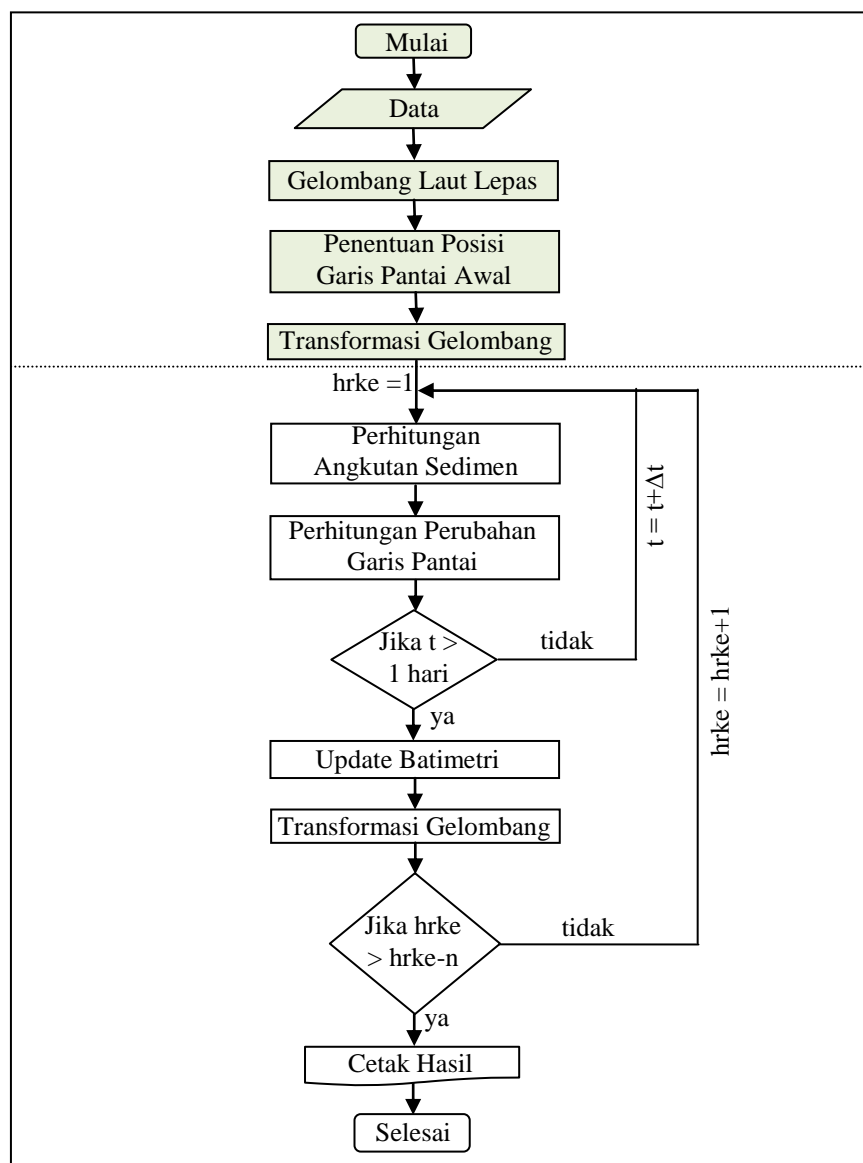 Mulai
Data
Gelombang Laut Lepas
Penentuan Posisi
Garis Pantai Awal
Transformasi Gelombang
hrke =1
Perhitungan
Angkutan Sedimen
t = t+Δt
Perhitungan Perubahan
Garis Pantai
Jika t >
1 hari
tidak
hrke = hrke+1
ya
Update Batimetri
Transformasi Gelombang
Jika hrke
> hrke-n
tidak
ya
Cetak Hasil
Selesai